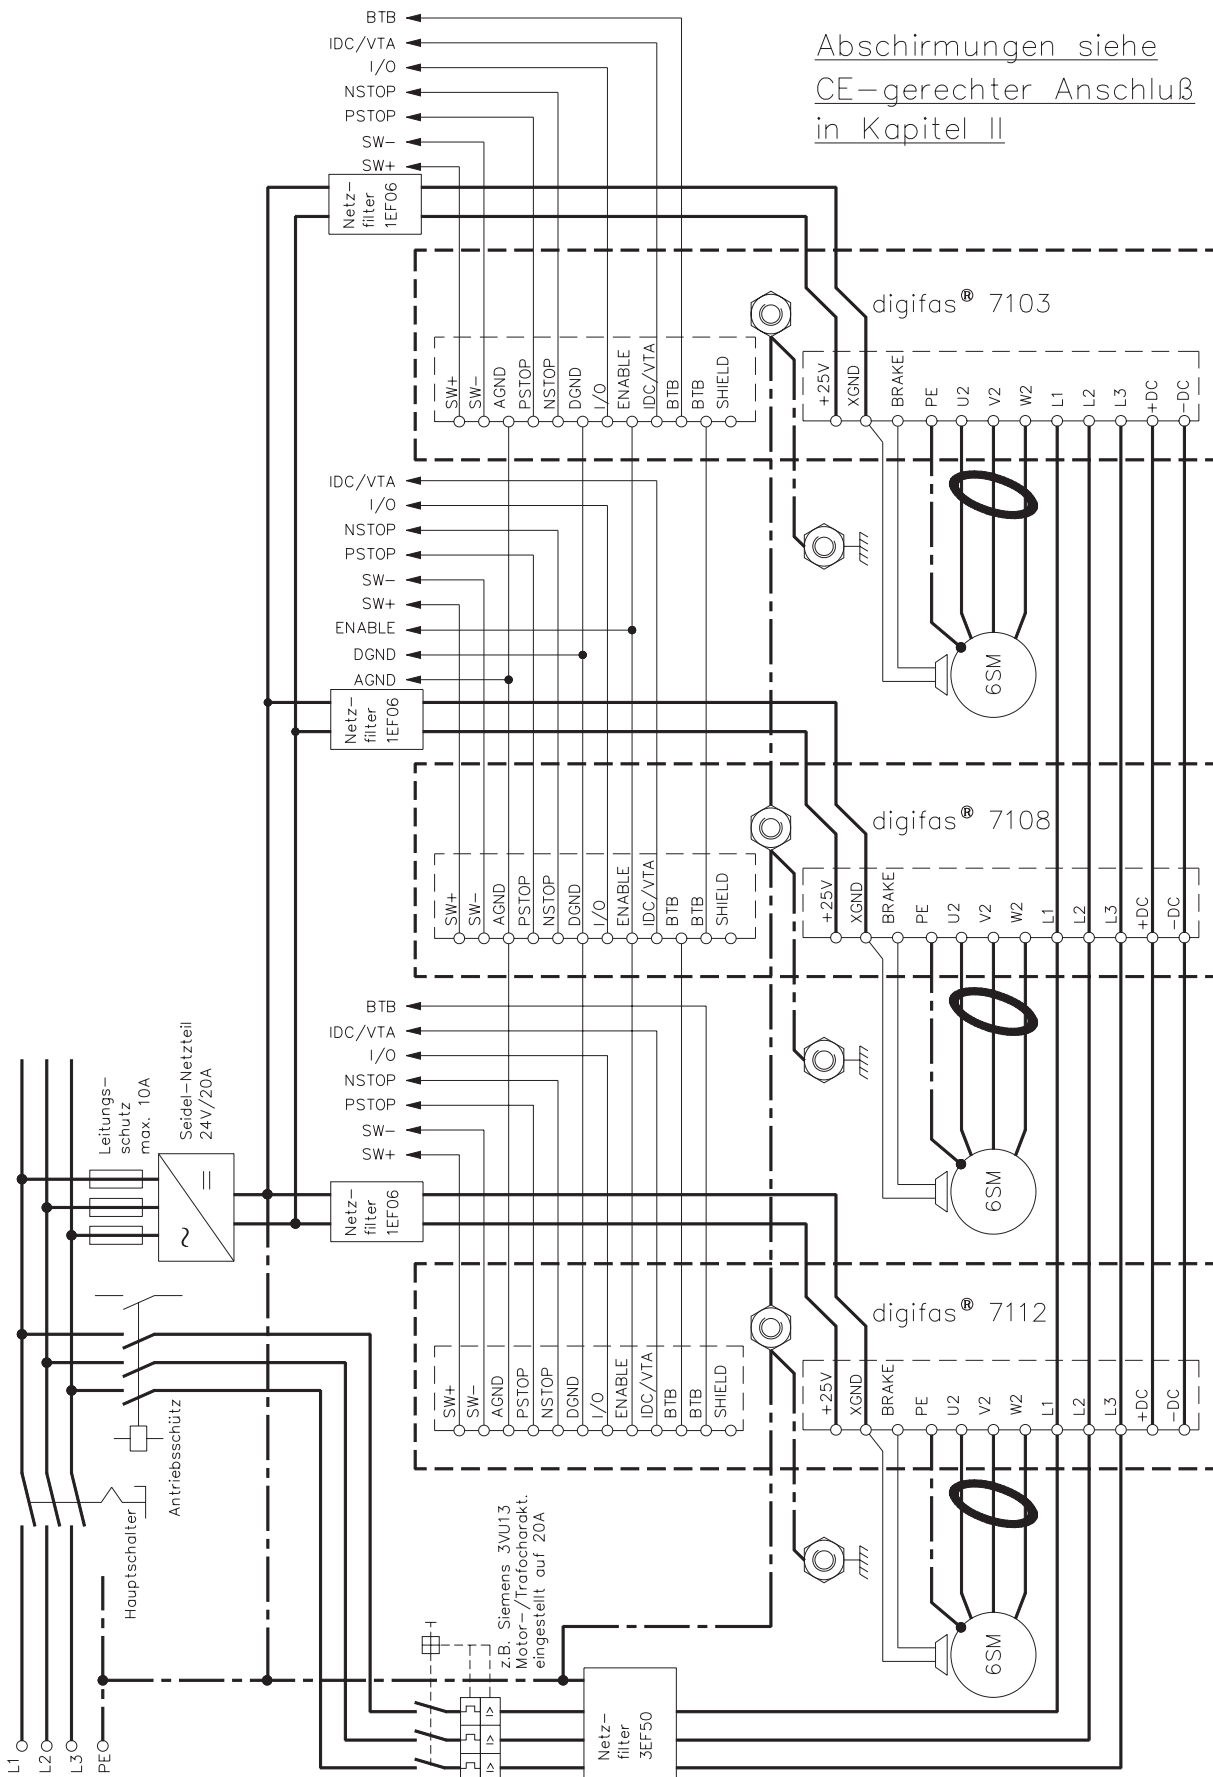 Abschirmungen siehe
CE-gerechter Anschluß
in Kapitel II
BTB
IDC/VTA
I/O
NSTOP
PSTOP
SW-
SW+
Netz-
filter
1EF06
digifas® 7103
SW+
SW-
AGND
PSTOP
NSTOP
DGND
I/O
ENABLE
IDC/VTA
BTB
BTB
SHIELD
+25V
XGND
BRAKE
PE
U2
V2
W2
L1
L2
L3
+DC
-DC
6SM
IDC/VTA
I/O
NSTOP
PSTOP
SW-
SW+
ENABLE
DGND
AGND
Netz-
filter
1EF06
digifas® 7108
SW+
SW-
AGND
PSTOP
NSTOP
DGND
I/O
ENABLE
IDC/VTA
BTB
BTB
SHIELD
+25V
XGND
BRAKE
PE
U2
V2
W2
L1
L2
L3
+DC
-DC
6SM
BTB
IDC/VTA
I/O
NSTOP
PSTOP
SW-
SW+
Leitungs-
schutz
max. 10A
Seidel-Netzteil
24V/20A
=
~
Netz-
filter
1EF06
digifas® 7112
SW+
SW-
AGND
PSTOP
NSTOP
DGND
I/O
ENABLE
IDC/VTA
BTB
BTB
SHIELD
+25V
XGND
BRAKE
PE
U2
V2
W2
L1
L2
L3
+DC
-DC
6SM
Antriebsschütz
Hauptschalter
z.B. Siemens 3VU13
Motor-/Trafocharakt.
eingestellt auf 20A
I>
I>
I>
Netz-
filter
3EF50
L1
L2
L3
PE